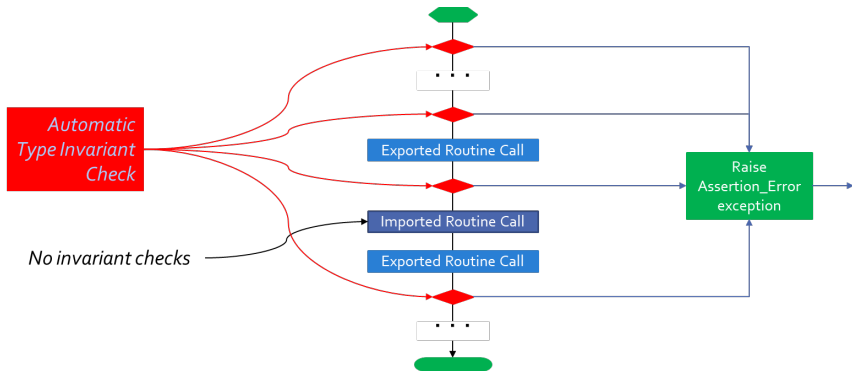 . . .
Automatic
Type Invariant
Check
Exported Routine Call
Raise
Assertion_Error
exception
Imported Routine Call
No invariant checks
Exported Routine Call
. . .